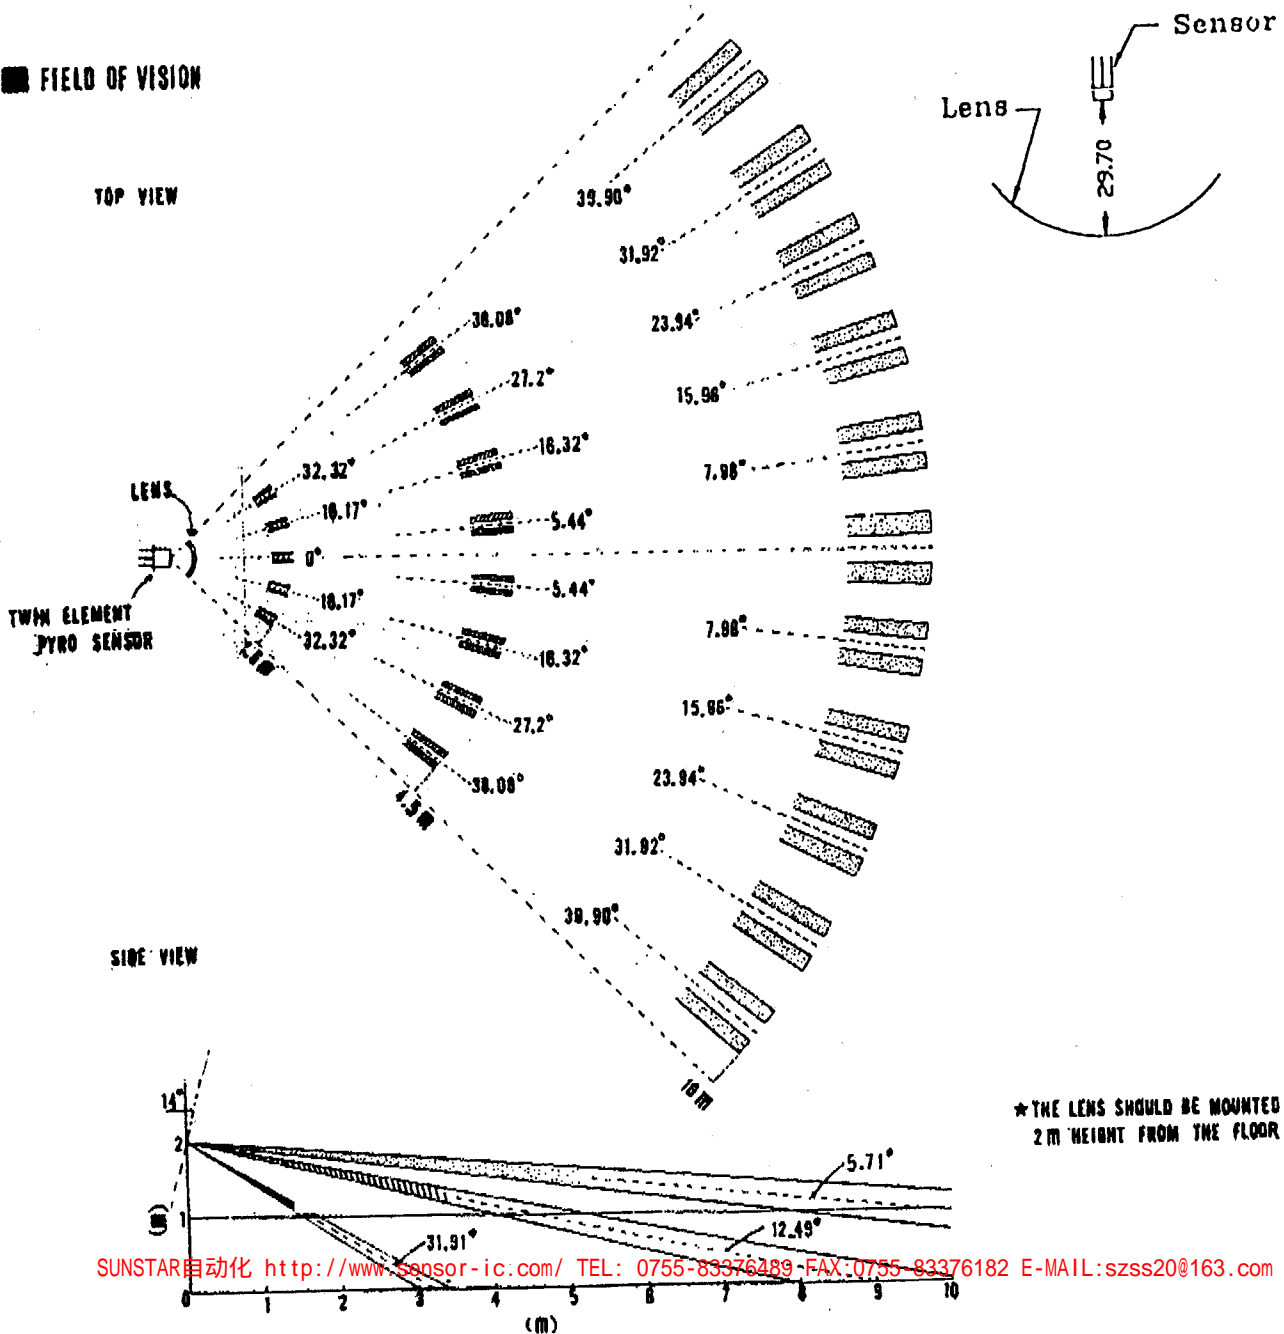 Sensor
FIELD OF VISION
Lens
29.70
TOP VIEW
39.90°
31.92°
23.94°
38.08°
27.2°
15.96°
16.32°
7.98°
32.32°
LENS
16.17°
5.44°
0°
5.44°
16.17°
TWIN ELEMENT
PYRO SENSOR
7.98°
32.32°
16.32°
15.96°
27.2°
23.94°
38.08°
4.5 m
31.92°
39.90°
SIDE VIEW
10 m
14°
★ THE LENS SHOULD BE MOUNTED
2 m HEIGHT FROM THE FLOOR
2
5.71°
1
(m)
12.49°
31.91°
SUNSTAR自动化 http://www.sensor-ic.com/ TEL: 0755-83376489 FAX:0755-83376182 E-MAIL:szss20@163.com
0 1 2 3 4 5 6 7 8 9 10
(m)